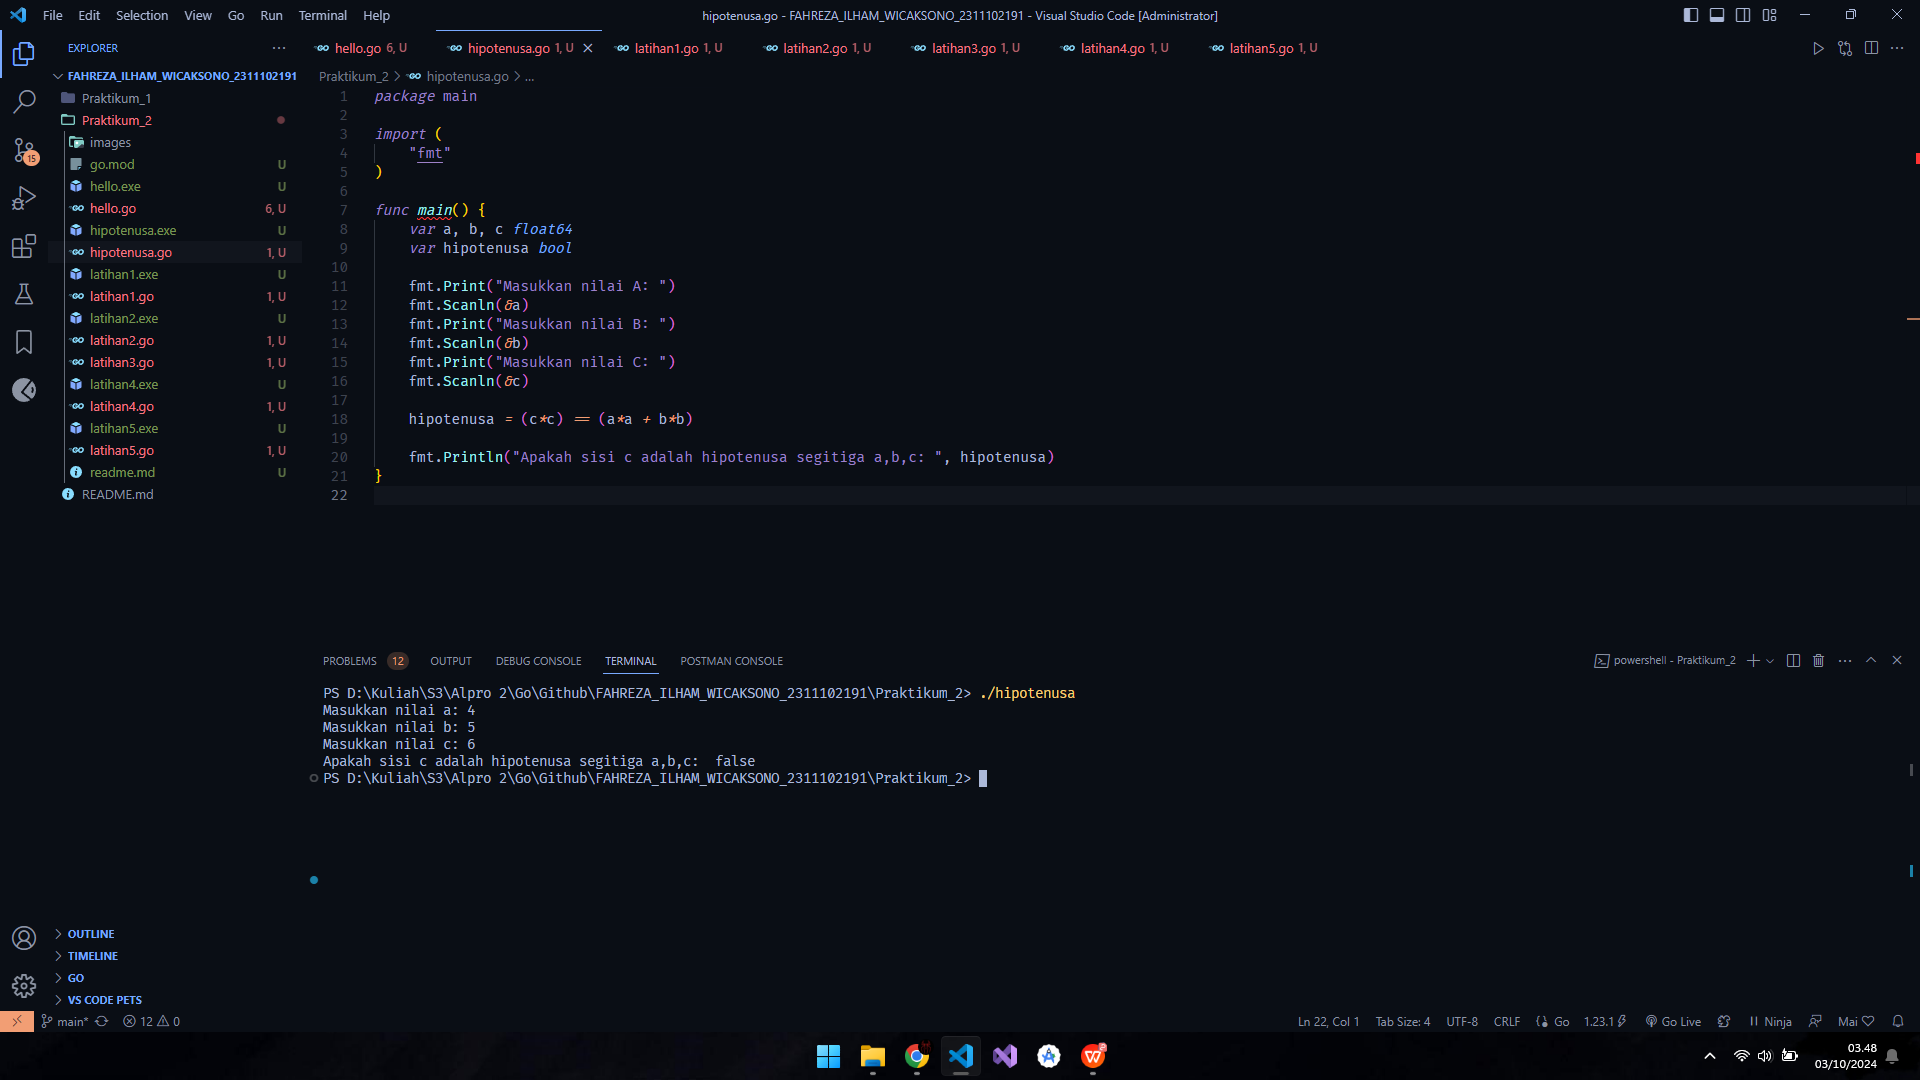 File Edit Selection View Go Run Terminal Help
hipotenusa.go - FAHREZA_ILHAM_WICAKSONO_2311102191 - Visual Studio Code [Administrator]
EXPLORER
FAHREZA_ILHAM_WICAKSONO_2311102191
Praktikum_1
Praktikum_2
images
go.mod U
hello.exe U
hello.go 6, U
hipotenusa.exe U
hipotenusa.go 1, U
latihan1.exe U
latihan1.go 1, U
latihan2.exe U
latihan2.go 1, U
latihan3.go 1, U
latihan4.exe U
latihan4.go 1, U
latihan5.exe U
latihan5.go 1, U
readme.md U
README.md
15
OUTLINE
TIMELINE
GO
VS CODE PETS
hello.go 6, U hipotenusa.go 1, U latihan1.go 1, U latihan2.go 1, U latihan3.go 1, U latihan4.go 1, U latihan5.go 1, U
Praktikum_2 > hipotenusa.go > ...
1 package main
2
3 import (
4 "fmt"
5 )
6
7 func main() {
8 var a, b, c float64
9 var hipotenusa bool
10
11 fmt.Print("Masukkan nilai A: ")
12 fmt.Scanln(&a)
13 fmt.Print("Masukkan nilai B: ")
14 fmt.Scanln(&b)
15 fmt.Print("Masukkan nilai C: ")
16 fmt.Scanln(&c)
17
18 hipotenusa = (c*c) == (a*a + b*b)
19
20 fmt.Println("Apakah sisi c adalah hipotenusa segitiga a,b,c: ", hipotenusa)
21 }
22
PROBLEMS 12 OUTPUT DEBUG CONSOLE TERMINAL POSTMAN CONSOLE
powershell - Praktikum_2
PS D:\Kuliah\S3\Alpro 2\Go\Github\FAHREZA_ILHAM_WICAKSONO_2311102191\Praktikum_2> ./hipotenusa
Masukkan nilai a: 4
Masukkan nilai b: 5
Masukkan nilai c: 6
Apakah sisi c adalah hipotenusa segitiga a,b,c:  false
PS D:\Kuliah\S3\Alpro 2\Go\Github\FAHREZA_ILHAM_WICAKSONO_2311102191\Praktikum_2>
main* 12 0
Ln 22, Col 1 Tab Size: 4 UTF-8 CRLF Go 1.23.1 Go Live Ninja Mai
03.48
03/10/2024